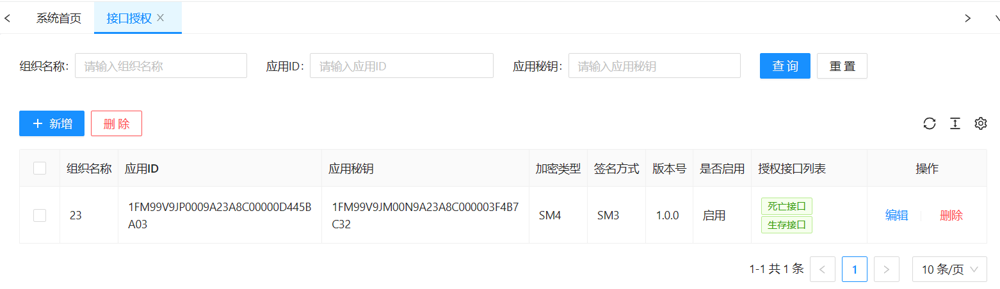 系统首页 接口授权
组织名称: 请输入组织名称 应用ID: 请输入应用ID 应用秘钥: 请输入应用秘钥 查 询 重 置
新增 删 除
组织名称 应用ID 应用秘钥 加密类型 签名方式 版本号 是否启用 授权接口列表 操作
23 1FM99V9JP0009A23A8C00000D445B 1FM99V9JM00N9A23A8C000003F4B7 SM4 SM3 1.0.0 启用 死亡接口 编辑 删除
A03 C32 生存接口
1-1 共 1 条 1 10 条/页